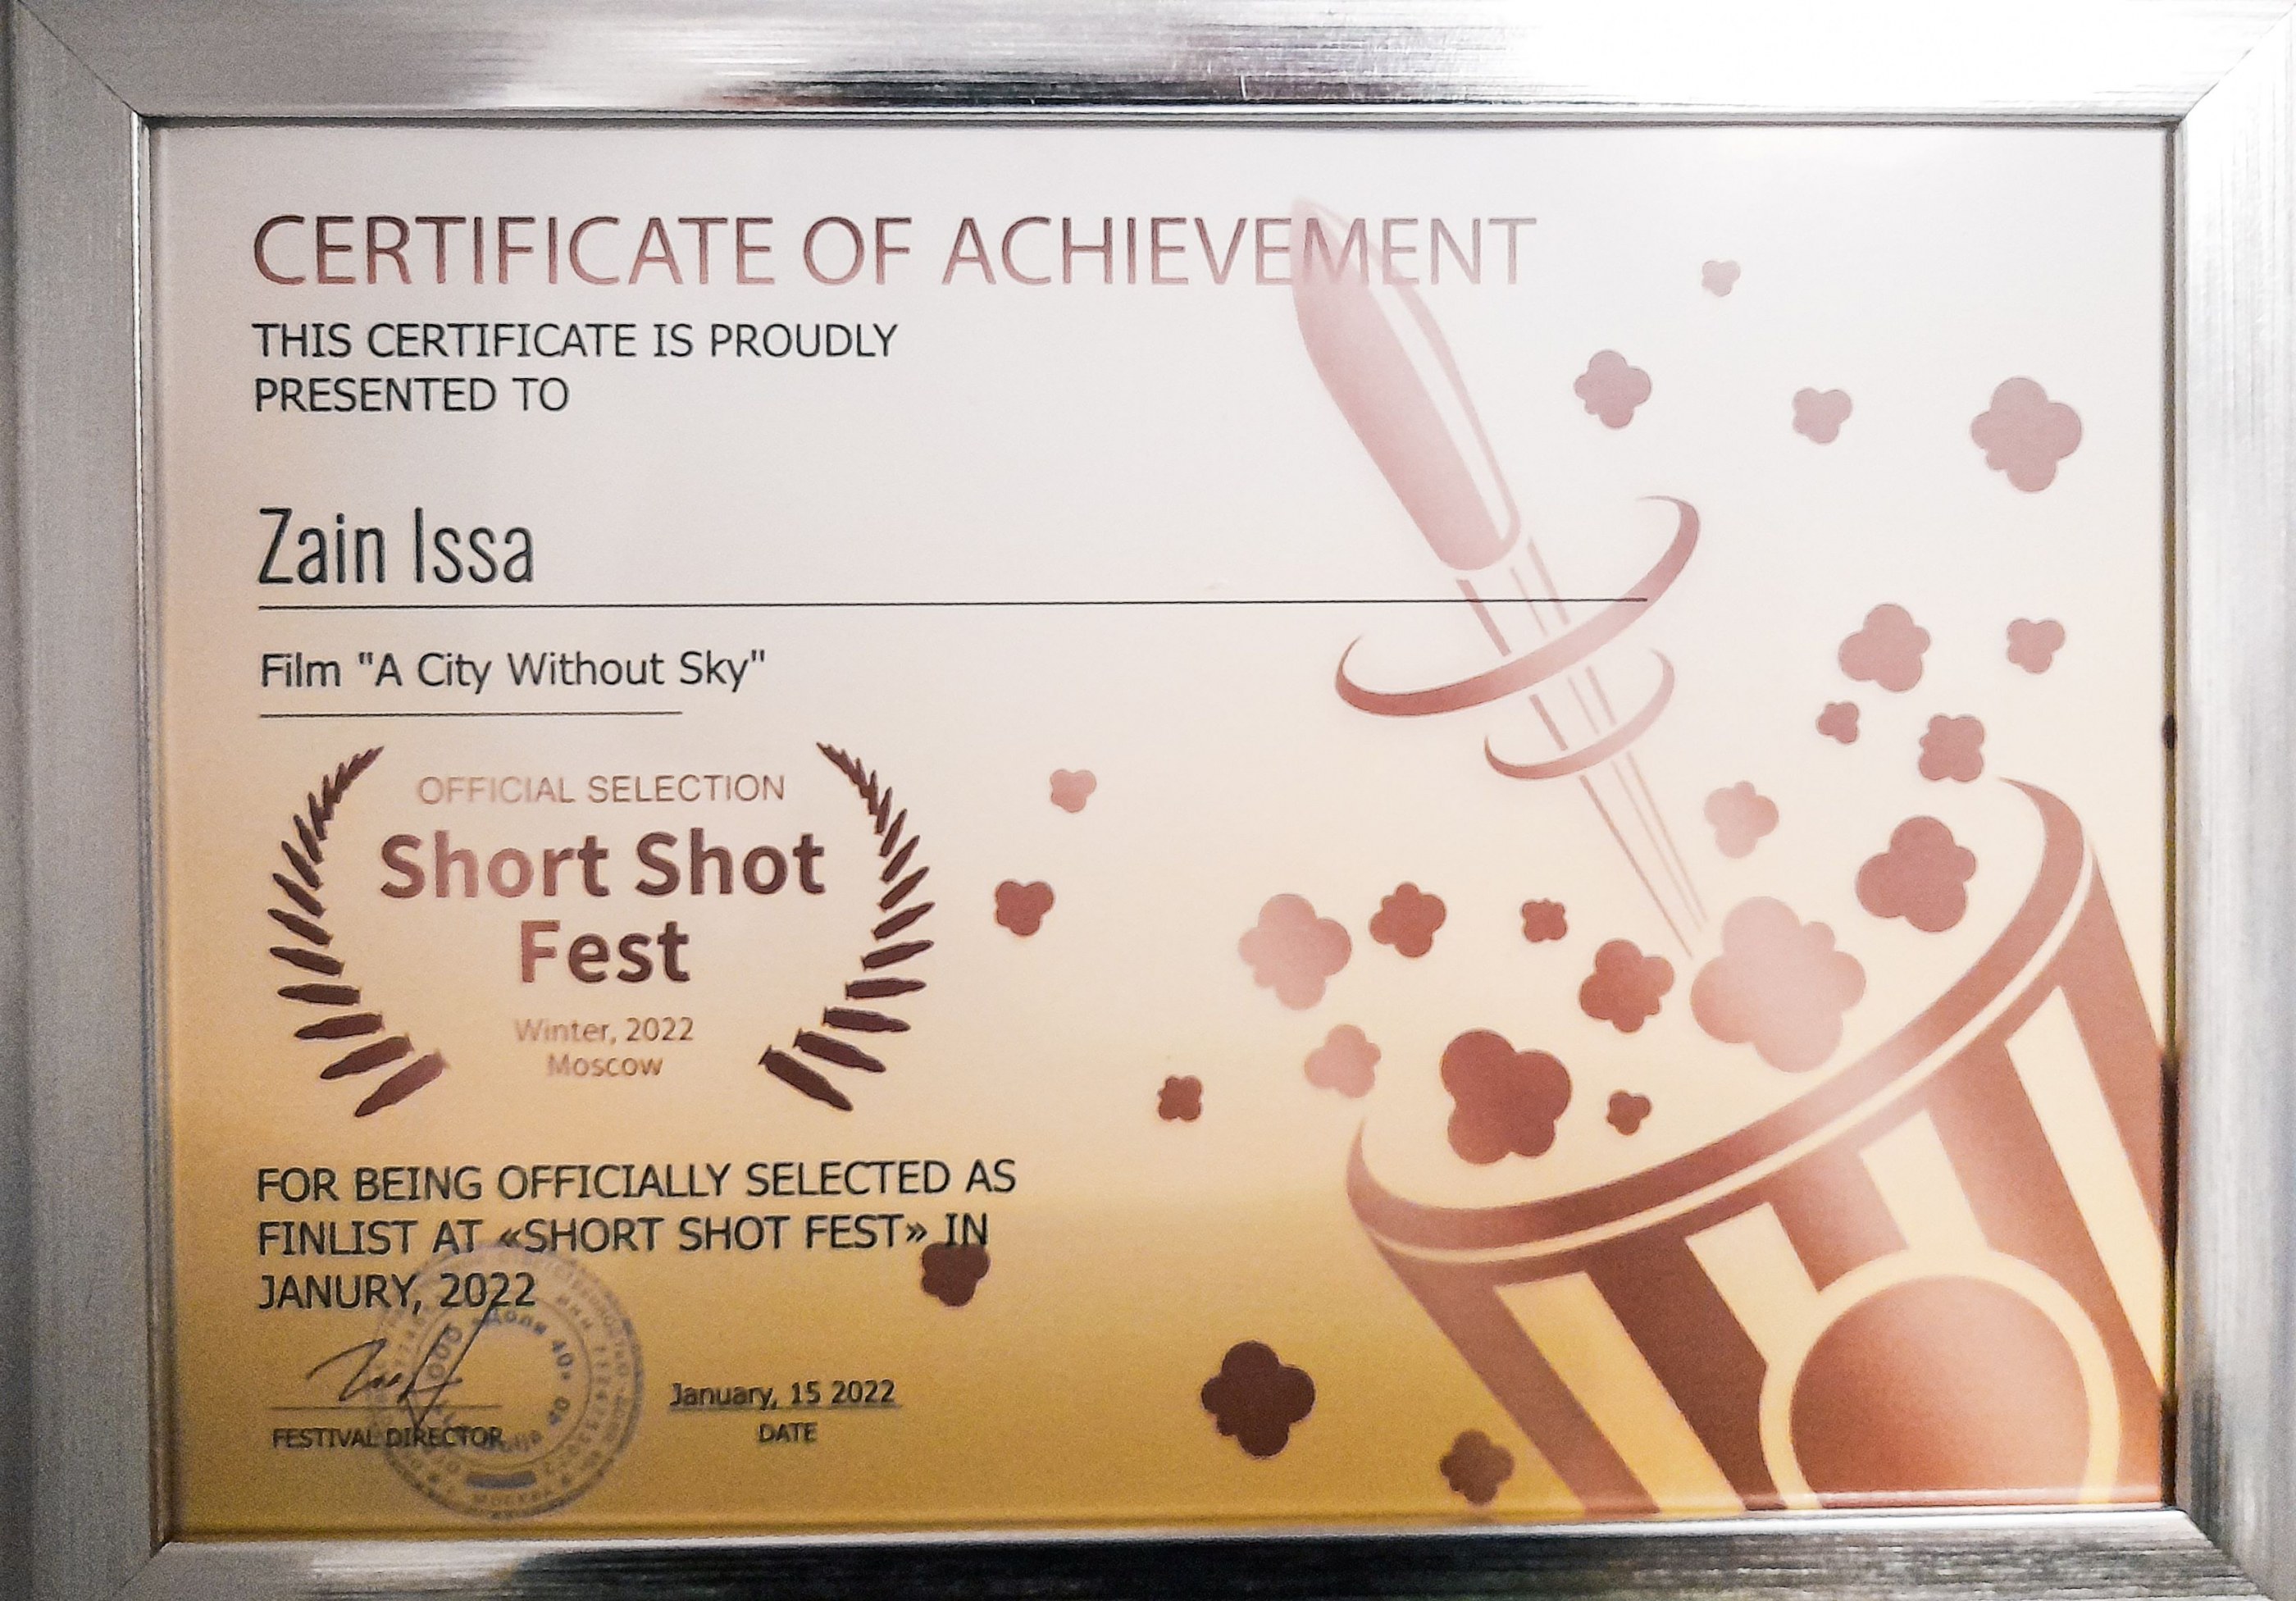 CERTIFICATE OF ACHIEVEMENT
THIS CERTIFICATE IS PROUDLY
PRESENTED TO
Zain Issa
Film "A City Without Sky"
OFFICIAL SELECTION
Short Shot
Fest
Winter, 2022
Moscow
FOR BEING OFFICIALLY SELECTED AS
FINLIST AT «SHORT SHOT FEST» IN
JANURY, 2022
January, 15 2022
FESTIVAL DIRECTOR
DATE